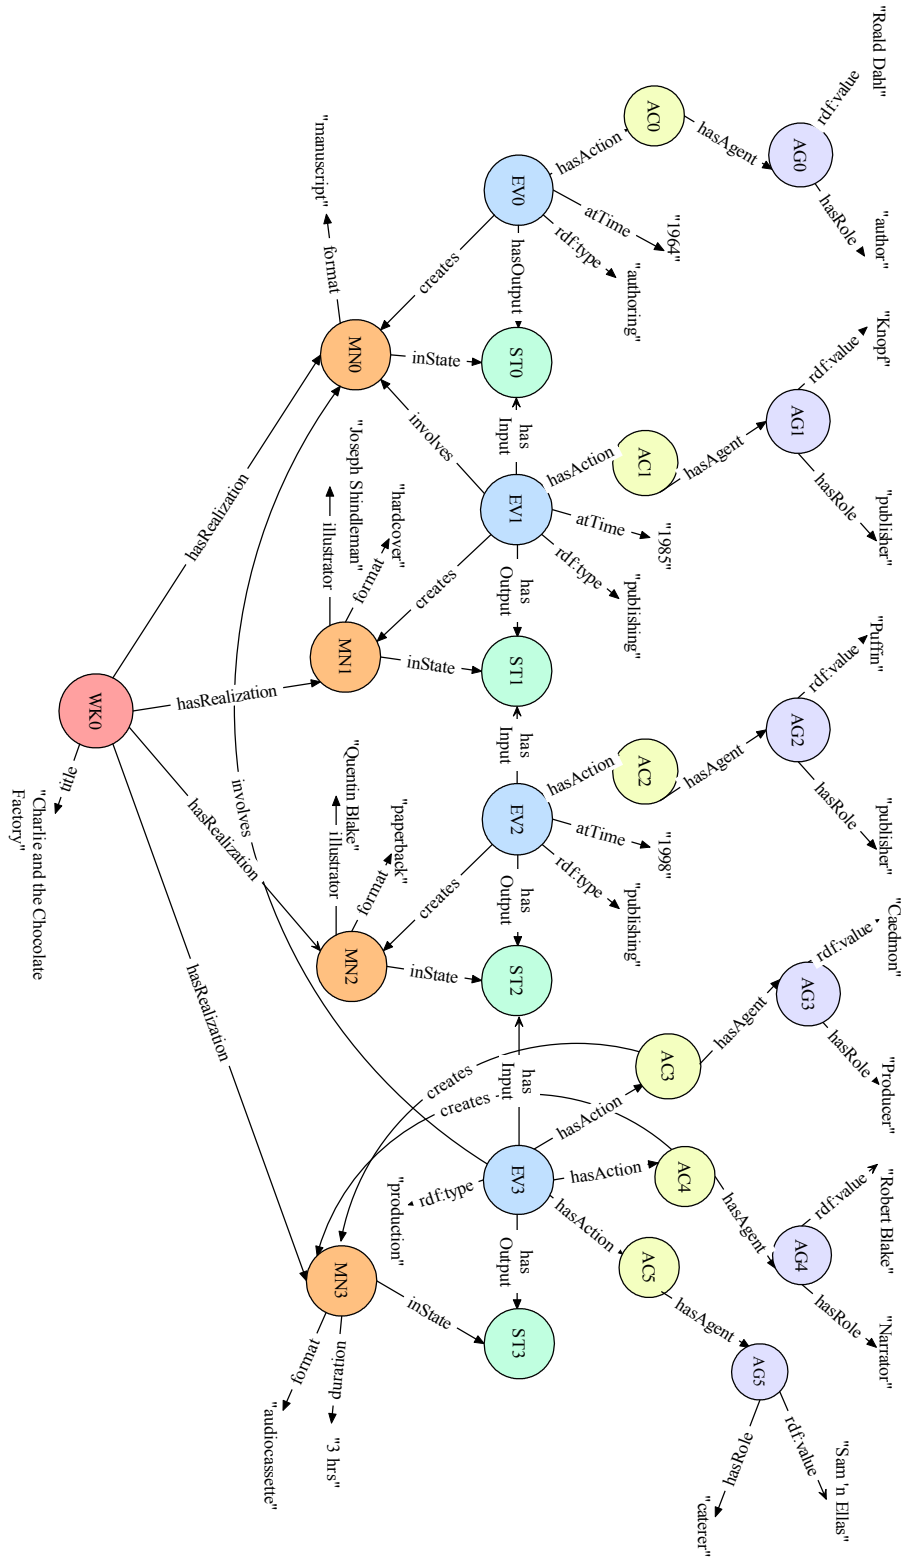 "Roald Dahl"
rdf:value
AG0
hasRole
"author"
hasAgent
AC0
hasAction
EV0
atTime
"1964"
rdf:type
"authoring"
hasOutput
creates
"manuscript"
format
MN0
inState
ST0
"Knopf"
rdf:value
AG1
hasRole
"publisher"
hasAgent
AC1
hasAction
has
Input
involves
EV1
atTime
"1985"
rdf:type
"publishing"
has
Output
creates
"hardcover"
format
"Joseph Shindleman"
illustrator
MN1
inState
ST1
"Puffin"
rdf:value
AG2
hasRole
"publisher"
hasAgent
AC2
hasAction
has
Input
EV2
atTime
"1998"
rdf:type
"publishing"
has
Output
creates
"paperback"
format
"Quentin Blake"
illustrator
MN2
inState
ST2
"Caedmon"
rdf:value
AG3
hasRole
"Producer"
hasAgent
AC3
creates
has
Input
hasAction
"Robert Blake"
rdf:value
AG4
hasRole
"Narrator"
hasAgent
AC4
creates
hasAction
EV3
rdf:type
"production"
hasAction
AC5
hasAgent
AG5
rdf:value
"Sam 'n Ellas"
hasRole
"caterer"
has
Output
involves
MN3
inState
ST3
duration
"3 hrs"
format
"audiocassette"
hasRealization
hasRealization
hasRealization
hasRealization
WK0
title
"Charlie and the Chocolate
Factory"